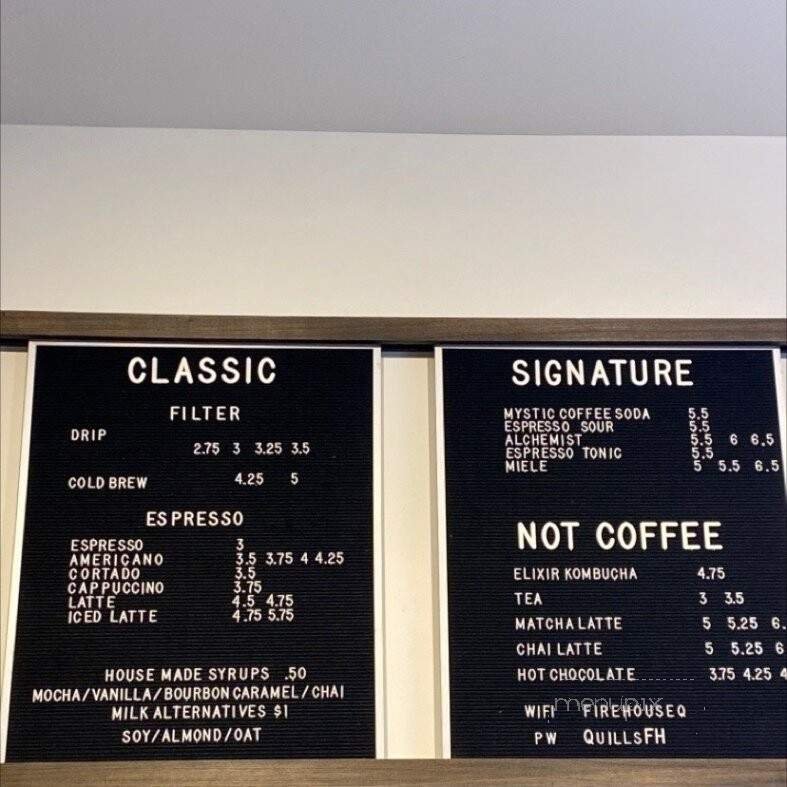 CLASSIC
FILTER
DRIP
2.75 3 3.25 3.5
COLD BREW 4.25 5
ESPRESSO
ESPRESSO 3
AMERICANO 3.5 3.75 4 4.25
CORTADO 3.5
CAPPUCCINO 3.75
LATTE 4.5 4.75
ICED LATTE 4.75 5.75
HOUSE MADE SYRUPS .50
MOCHA/VANILLA/BOURBON CARAMEL/CHAI
MILK ALTERNATIVES $1
SOY/ALMOND/OAT
SIGNATURE
MYSTIC COFFEE SODA 5.5
ESPRESSO SOUR 5.5
ALCHEMIST 5.5 6 6.5
ESPRESSO TONIC 5.5
MIELE 5 5.5 6.5
NOT COFFEE
ELIXIR KOMBUCHA 4.75
TEA 3 3.5
MATCHA LATTE 5 5.25 6.
CHAI LATTE 5 5.25 6
HOT CHOCOLATE 3.75 4.25 4
menupix
WIFI FIREHOUSEQ
PW QUILLSFH